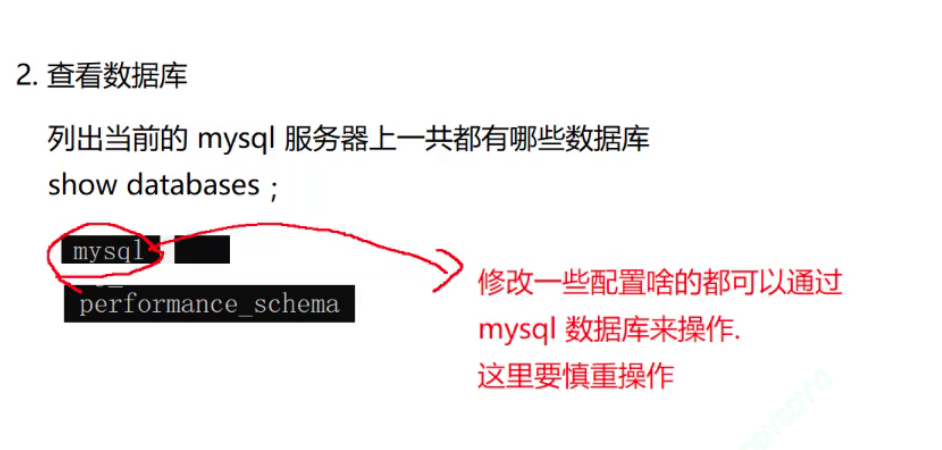 2. 查看数据库
列出当前的 mysql 服务器上一共都有哪些数据库
show databases；
mysql
performance_schema
修改一些配置啥的都可以通过
mysql 数据库来操作.
这里要慎重操作